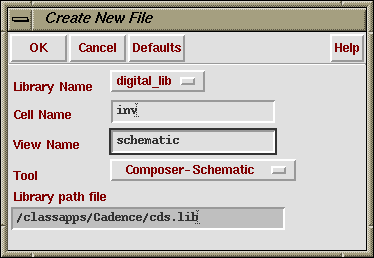 Create New File
OK Cancel Defaults Help
Library Name digital_lib
Cell Name inv
View Name schematic
Tool Composer-Schematic
Library path file
/classapps/Cadence/cds.lib